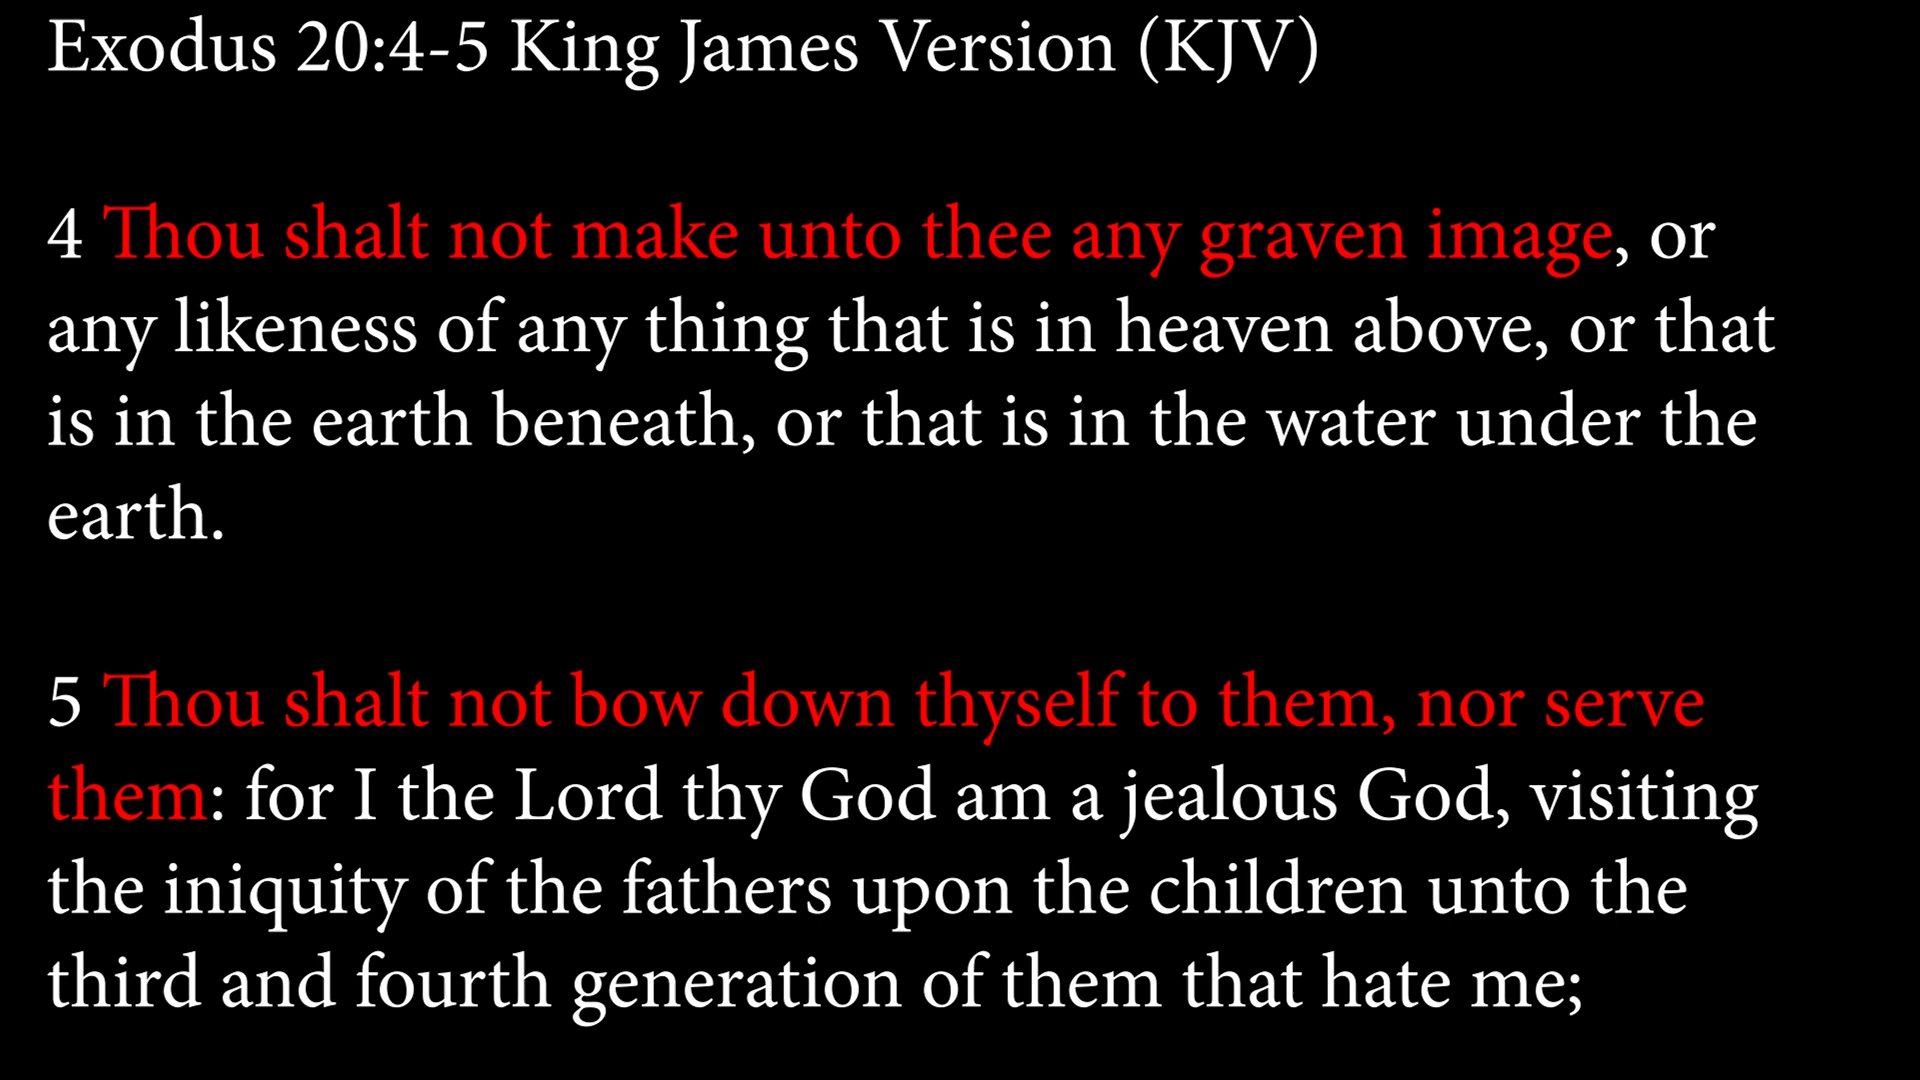 Exodus 20:4-5 King James Version (KJV)
4 Thou shalt not make unto thee any graven image, or
any likeness of any thing that is in heaven above, or that
is in the earth beneath, or that is in the water under the
earth.
5 Thou shalt not bow down thyself to them, nor serve
them: for I the Lord thy God am a jealous God, visiting
the iniquity of the fathers upon the children unto the
third and fourth generation of them that hate me;